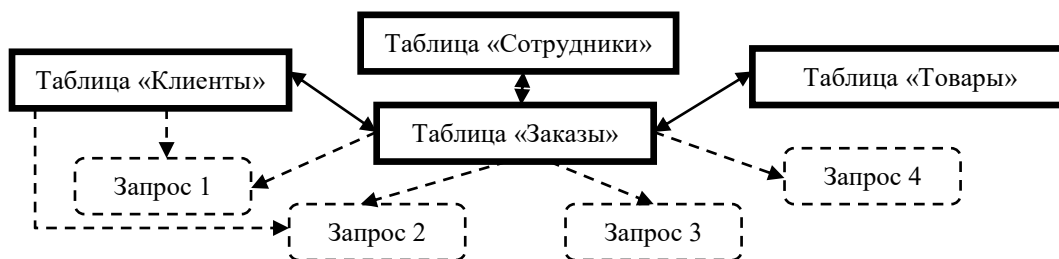 Таблица «Сотрудники»
Таблица «Клиенты»
Таблица «Товары»
Таблица «Заказы»
Запрос 1
Запрос 4
Запрос 2
Запрос 3